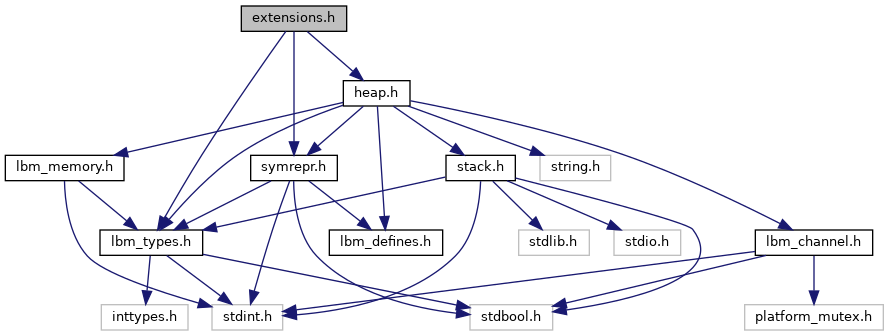 extensions.h
heap.h
lbm_memory.h
symrepr.h
stack.h
string.h
lbm_types.h
lbm_defines.h
stdlib.h
stdio.h
lbm_channel.h
inttypes.h
stdint.h
stdbool.h
platform_mutex.h